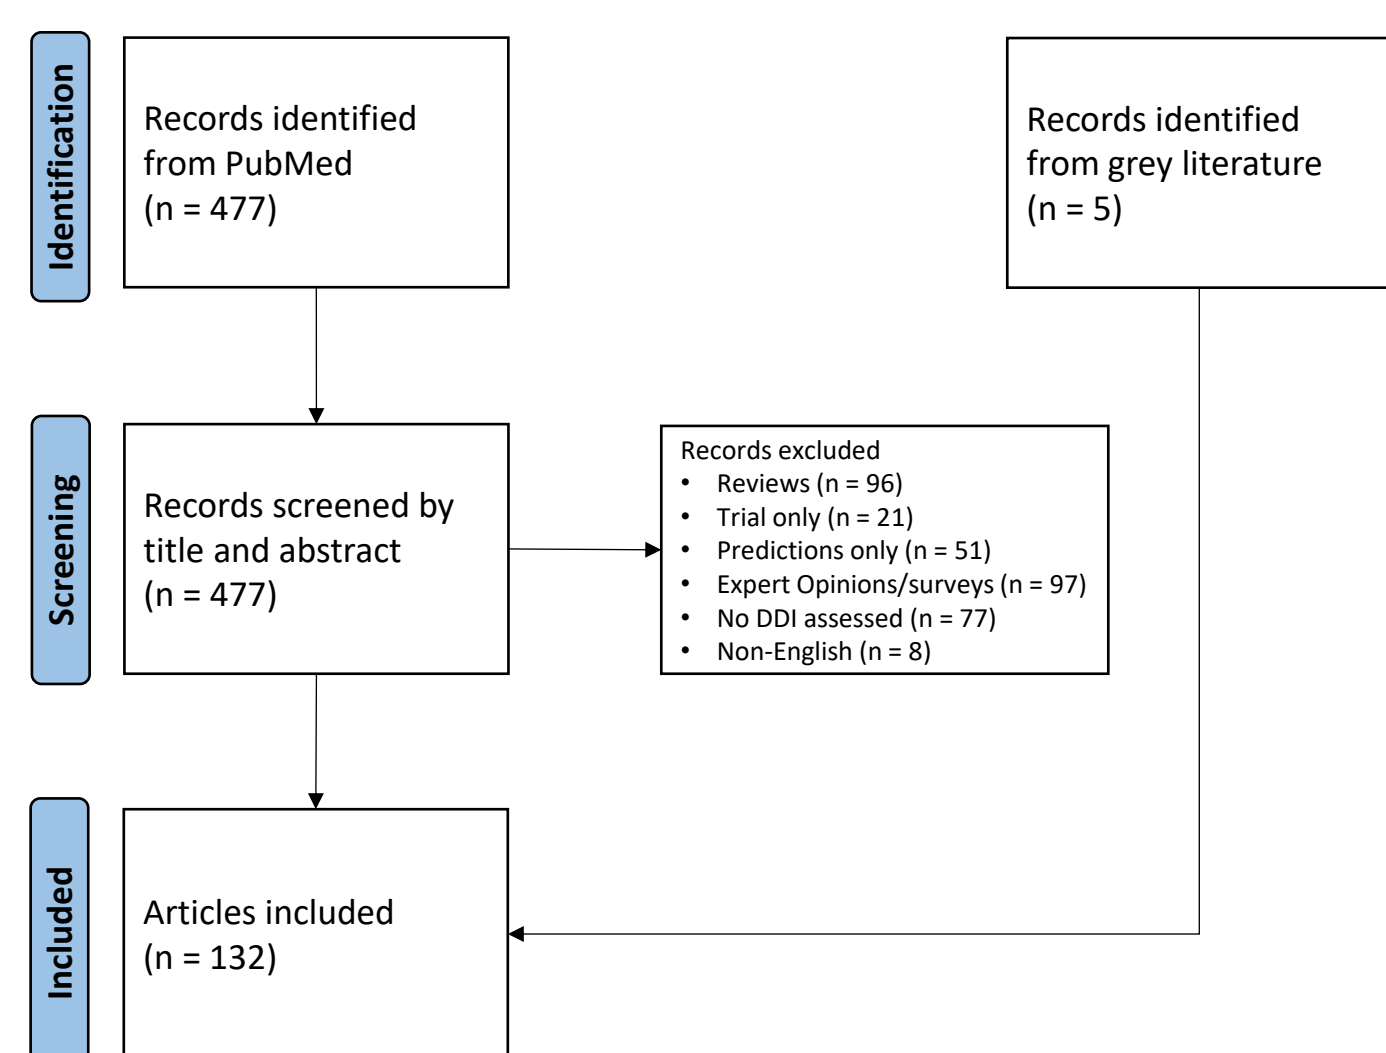 Identification
Records identified
from PubMed
(n = 477)
Records identified
from grey literature
(n = 5)
Screening
Records screened by
title and abstract
(n = 477)
Records excluded
• Reviews (n = 96)
• Trial only (n = 21)
• Predictions only (n = 51)
• Expert Opinions/surveys (n = 97)
• No DDI assessed (n = 77)
• Non-English (n = 8)
Included
Articles included
(n = 132)